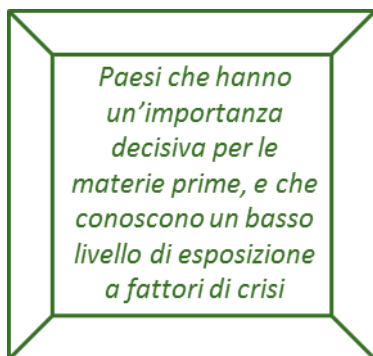 Paesi che hanno
un’importanza
decisiva per le
materie prime, e che
conoscono un basso
livello di esposizione
a fattori di crisi